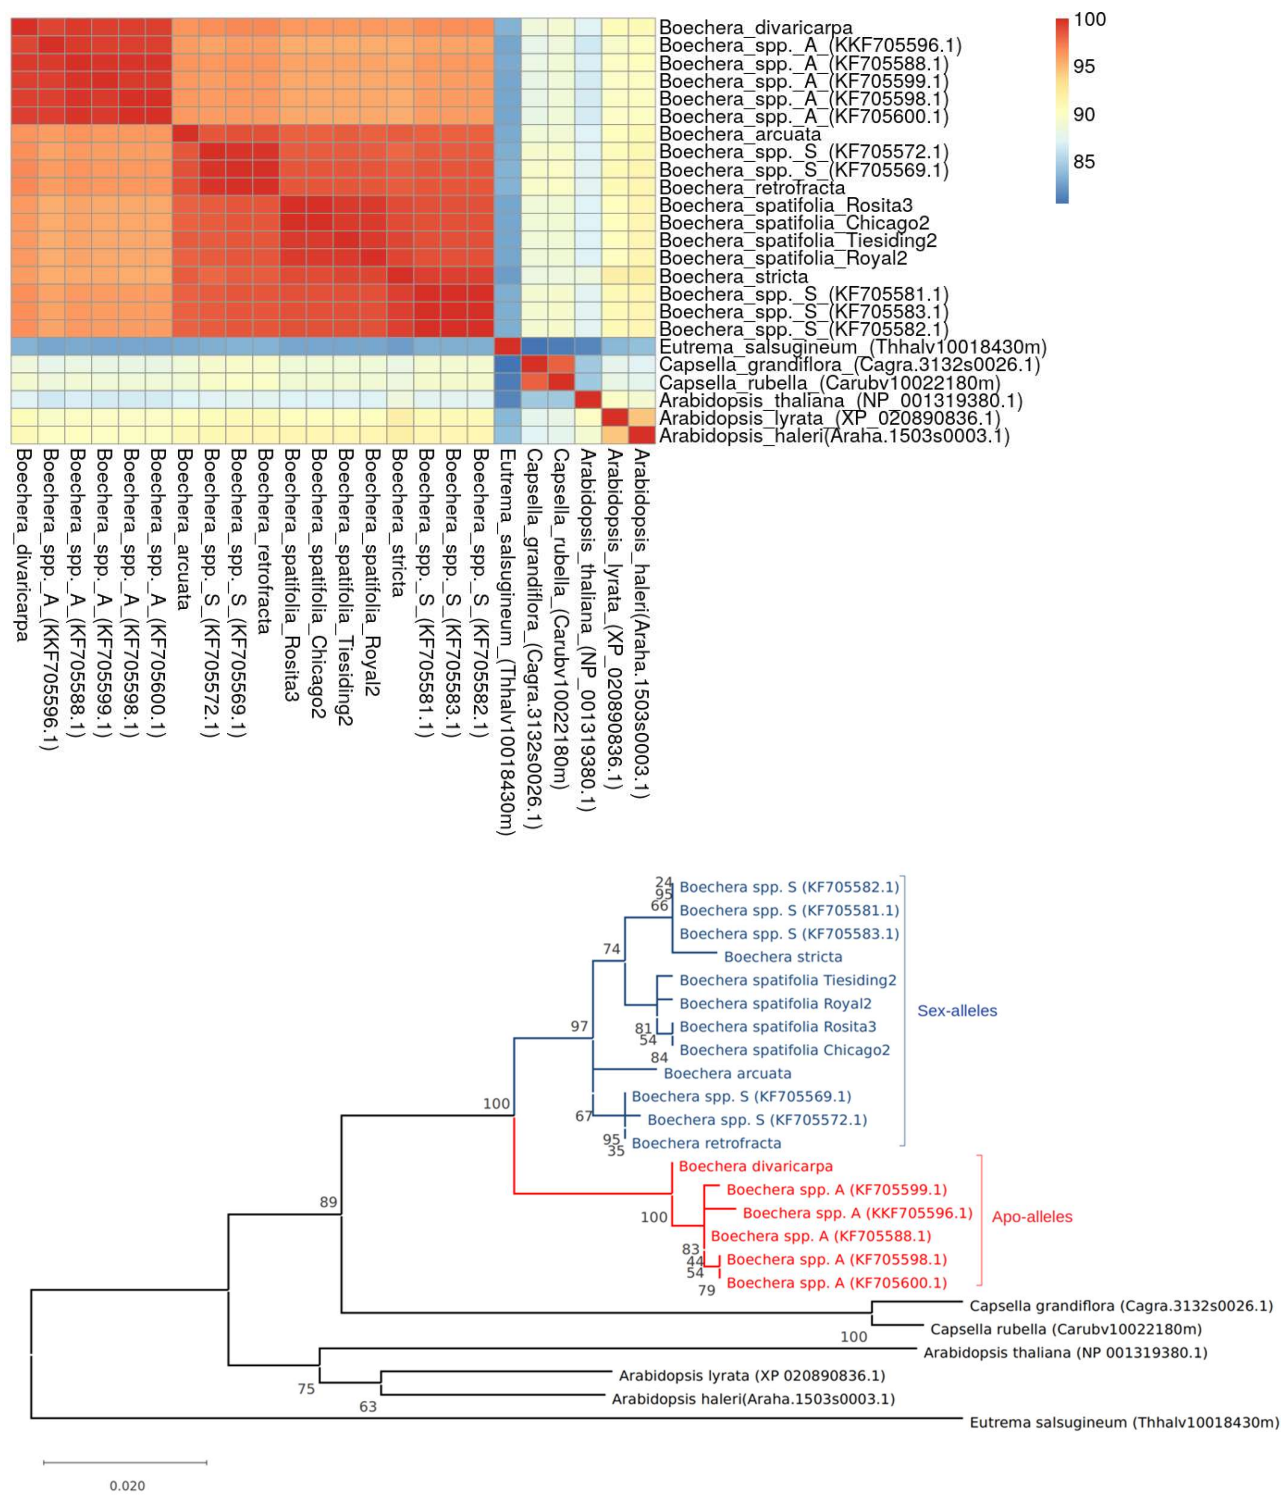 100
95
90
85
Boechera_divaricarpa
Boechera_spp._A_(KKF705596.1)
Boechera_spp._A_(KF705588.1)
Boechera_spp._A_(KF705599.1)
Boechera_spp._A_(KF705598.1)
Boechera_spp._A_(KF705600.1)
Boechera_arcuata
Boechera_spp._S_(KF705572.1)
Boechera_spp._S_(KF705569.1)
Boechera_retrofracta
Boechera_spatifolia_Rosita3
Boechera_spatifolia_Chicago2
Boechera_spatifolia_Tiesiding2
Boechera_spatifolia_Royal2
Boechera_stricta
Boechera_spp._S_(KF705581.1)
Boechera_spp._S_(KF705583.1)
Boechera_spp._S_(KF705582.1)
Eutrema_salsugineum_(Thhalv10018430m)
Capsella_grandiflora_(Cagra.3132s0026.1)
Capsella_rubella_(Carubv10022180m)
Arabidopsis_thaliana_(NP_001319380.1)
Arabidopsis_lyrata_(XP_020890836.1)
Arabidopsis_haleri(Araha.1503s0003.1)
Boechera_divaricarpa
Boechera_spp._A_(KKF705596.1)
Boechera_spp._A_(KF705588.1)
Boechera_spp._A_(KF705599.1)
Boechera_spp._A_(KF705598.1)
Boechera_spp._A_(KF705600.1)
Boechera_arcuata
Boechera_spp._S_(KF705572.1)
Boechera_spp._S_(KF705569.1)
Boechera_retrofracta
Boechera_spatifolia_Rosita3
Boechera_spatifolia_Chicago2
Boechera_spatifolia_Tiesiding2
Boechera_spatifolia_Royal2
Boechera_stricta
Boechera_spp._S_(KF705581.1)
Boechera_spp._S_(KF705583.1)
Boechera_spp._S_(KF705582.1)
Eutrema_salsugineum_(Thhalv10018430m)
Capsella_grandiflora_(Cagra.3132s0026.1)
Capsella_rubella_(Carubv10022180m)
Arabidopsis_thaliana_(NP_001319380.1)
Arabidopsis_lyrata_(XP_020890836.1)
Arabidopsis_haleri(Araha.1503s0003.1)
24
Boechera spp. S (KF705582.1)
95
66
Boechera spp. S (KF705581.1)
Boechera spp. S (KF705583.1)
74
Boechera stricta
Boechera spatifolia Tiesiding2
Boechera spatifolia Royal2
Sex-alleles
97
81
Boechera spatifolia Rosita3
54
Boechera spatifolia Chicago2
84
Boechera arcuata
Boechera spp. S (KF705569.1)
100
67
Boechera spp. S (KF705572.1)
95
Boechera retrofracta
35
Boechera divaricarpa
Boechera spp. A (KF705599.1)
89
100
Boechera spp. A (KKF705596.1)
Apo-alleles
Boechera spp. A (KF705588.1)
83
44
Boechera spp. A (KF705598.1)
54
Boechera spp. A (KF705600.1)
79
Capsella grandiflora (Cagra.3132s0026.1)
Capsella rubella (Carubv10022180m)
100
Arabidopsis thaliana (NP 001319380.1)
Arabidopsis lyrata (XP 020890836.1)
75
Arabidopsis haleri(Araha.1503s0003.1)
63
Eutrema salsugineum (Thhalv10018430m)
0.020